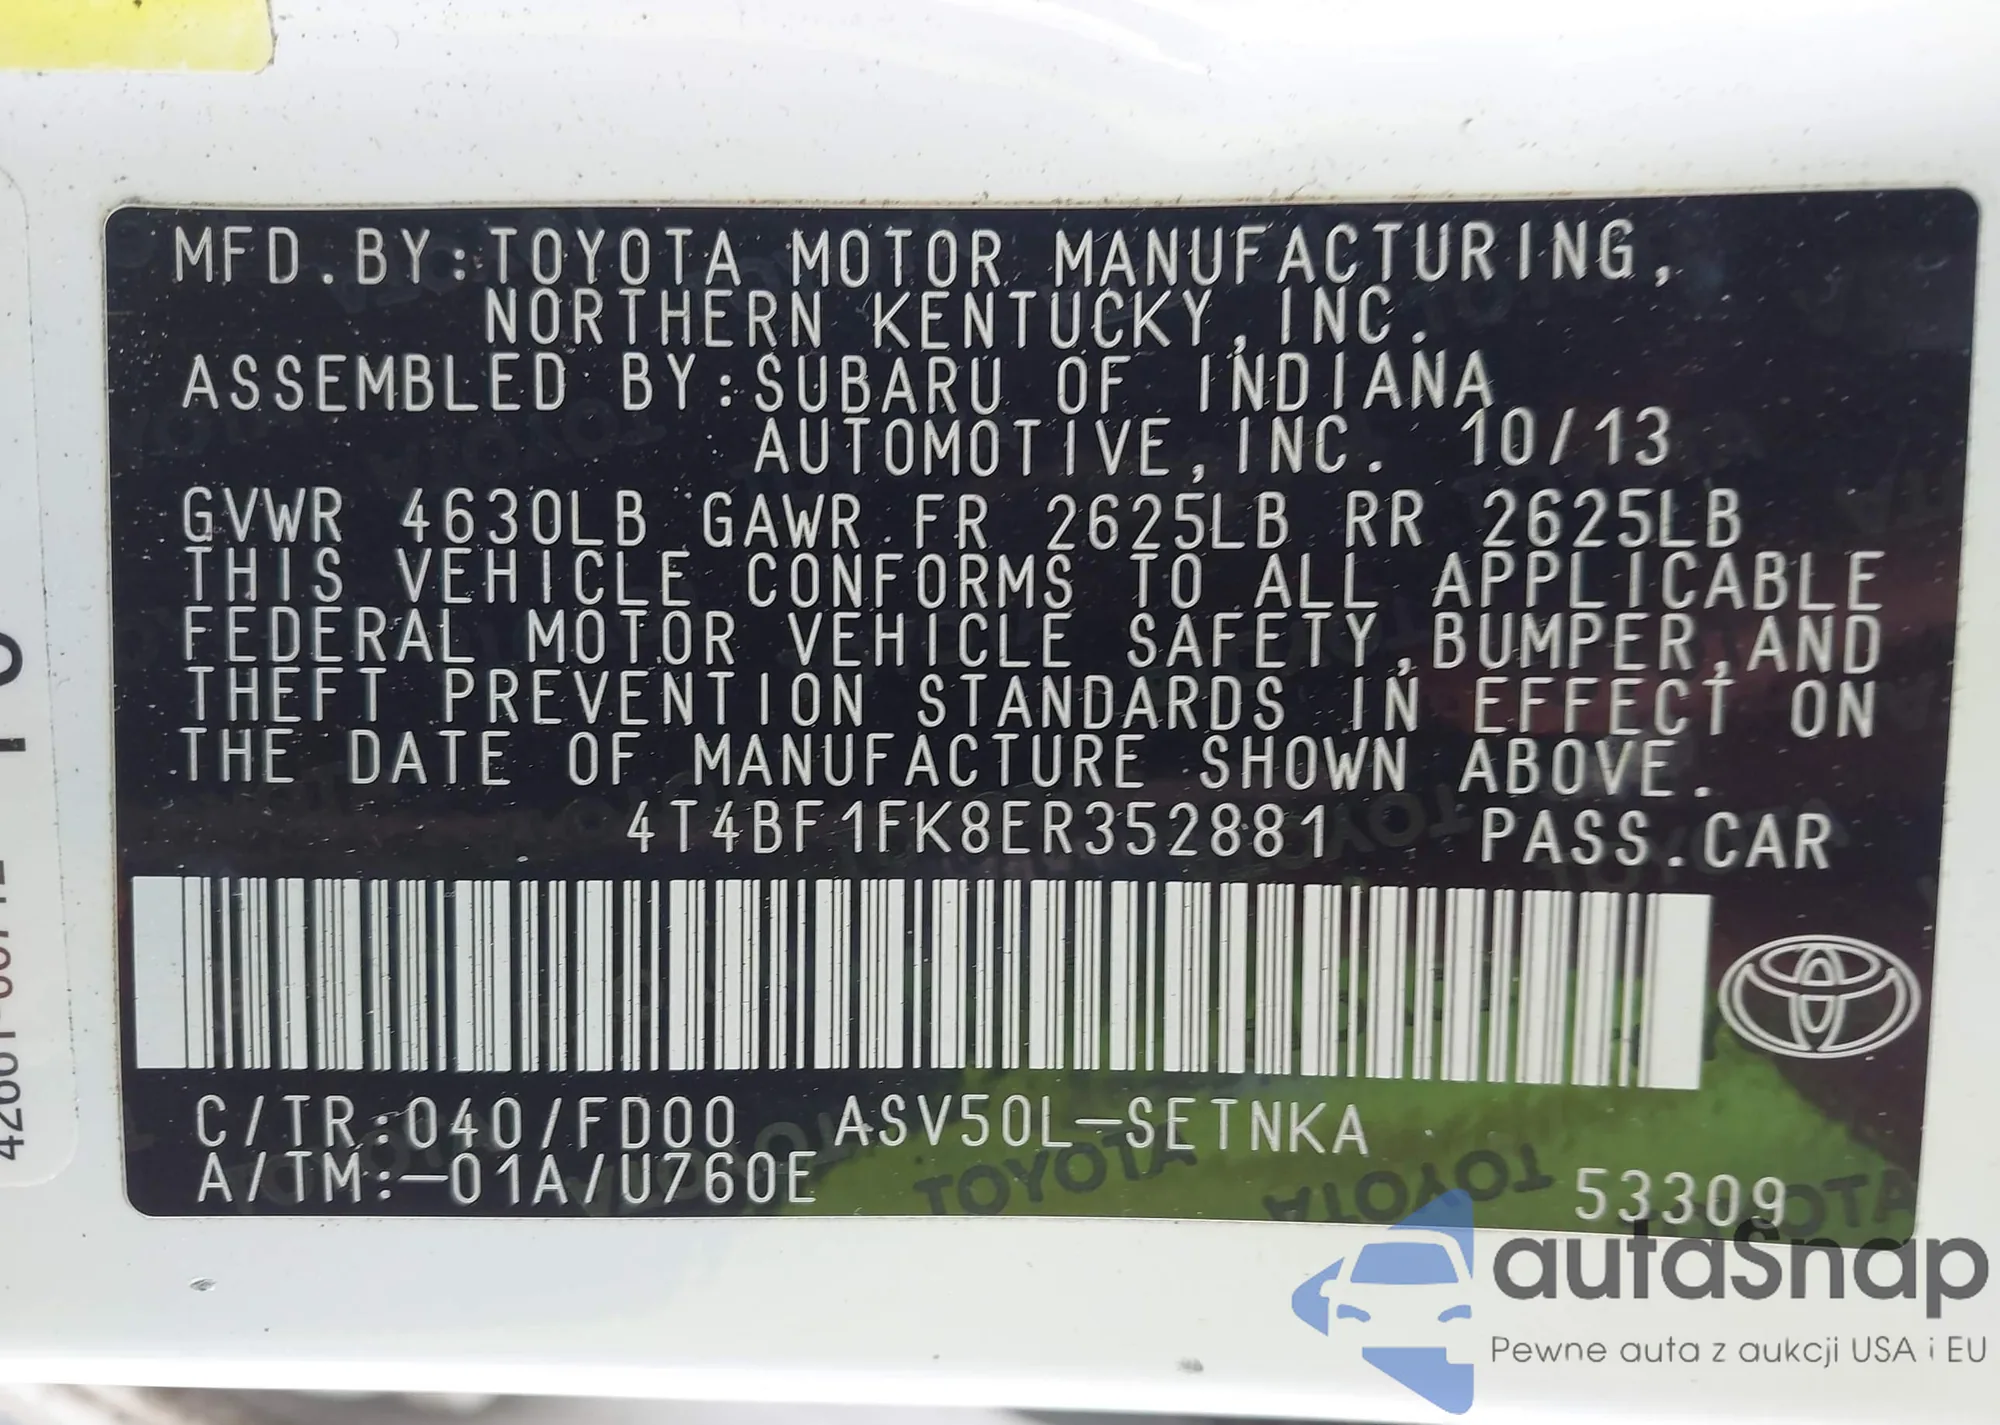 MFD.BY:TOYOTA MOTOR MANUFACTURING,
NORTHERN KENTUCKY,INC.
ASSEMBLED BY:SUBARU OF INDIANA
AUTOMOTIVE,INC. 10/13
GVWR 4630LB GAWR FR 2625LB RR 2625LB
THIS VEHICLE CONFORMS TO ALL APPLICABLE
FEDERAL MOTOR VEHICLE SAFETY,BUMPER,AND
THEFT PREVENTION STANDARDS IN EFFECT ON
THE DATE OF MANUFACTURE SHOWN ABOVE.
4T4BF1FK8ER352881 PASS.CAR
C/TR:040/FD00 ASV50L-SETNKA
A/TM:-01A/U760E
53309
TOYOTA TOYOTA
autaSnap
Pewne auta z aukcji USA i EU